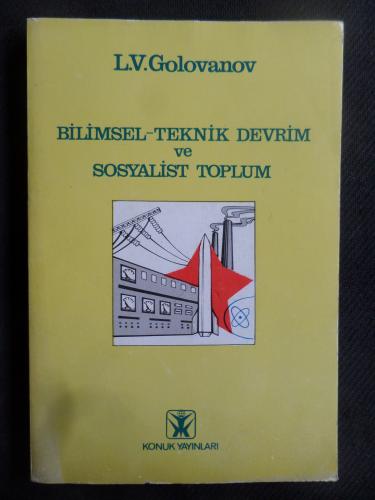 L.V.Golovanov
BİLİMSEL-TEKNİK DEVRİM
ve
SOSYALİST TOPLUM
KONUK YAYINLARI